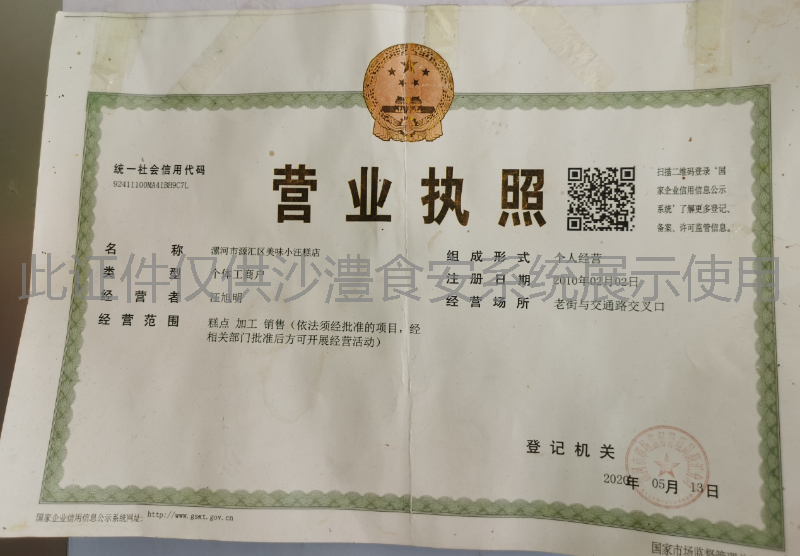 统一社会信用代码
92411100MA41BH9C7L
营业执照
扫描二维码登录“国
家企业信用信息公示
系统”了解更多登记、
备案、许可监管信息。
名称 漯河市源汇区美味小汪糕店
类型 个体工商户
经营者 汪旭明
经营范围 糕点 加工 销售（依法须经批准的项目，经
相关部门批准后方可开展经营活动）
组成形式 个人经营
注册日期 2010年02月02日
经营场所 老街与交通路交叉口
此证件仅供沙澧食安系统展示使用
登记机关
2020年 05月 13日
国家企业信用信息公示系统网址: http://www.gsxt.gov.cn
国家市场监督管理